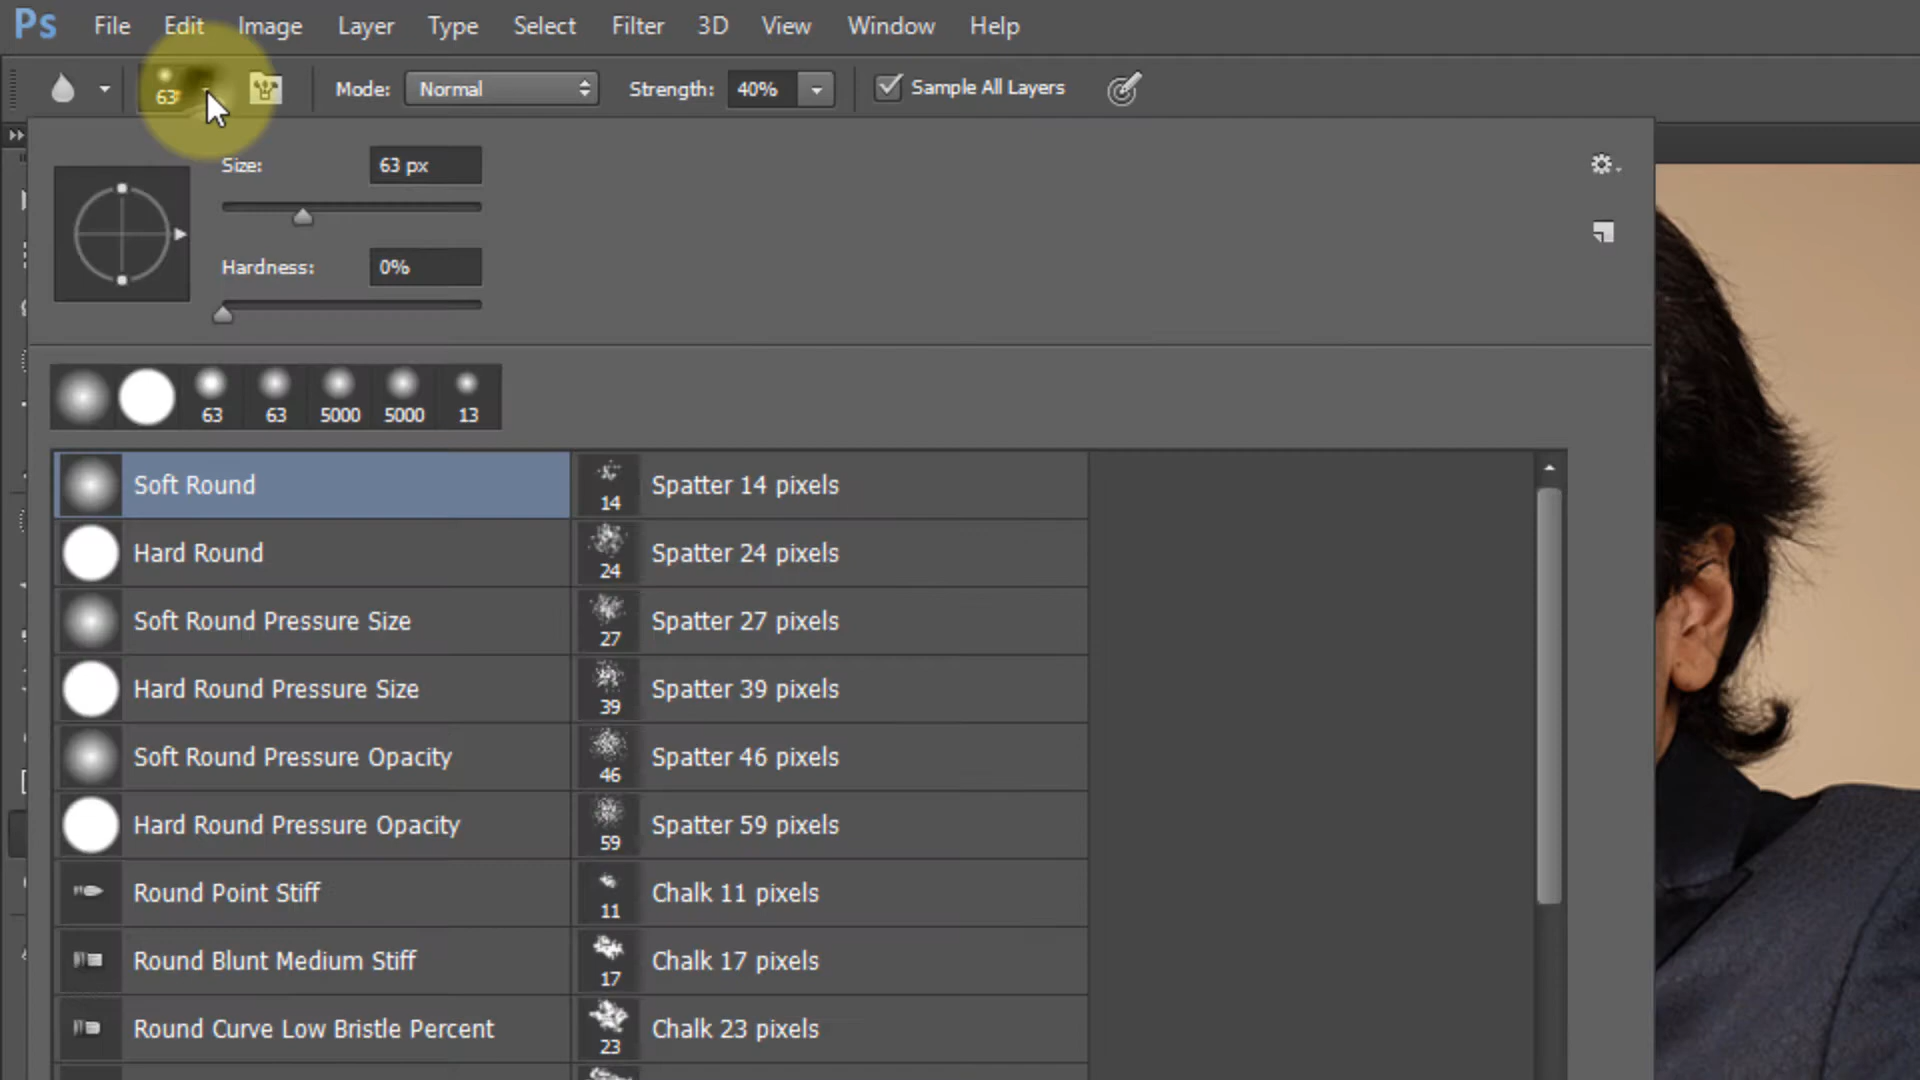 Ps File Edit Image Layer Type Select Filter 3D View Window Help
63 Mode: Normal Strength: 40% Sample All Layers
Size: 63 px
Hardness: 0%
63 63 5000 5000 13
Soft Round
14 Spatter 14 pixels
Hard Round
24 Spatter 24 pixels
Soft Round Pressure Size
27 Spatter 27 pixels
Hard Round Pressure Size
39 Spatter 39 pixels
Soft Round Pressure Opacity
46 Spatter 46 pixels
Hard Round Pressure Opacity
59 Spatter 59 pixels
Round Point Stiff
11 Chalk 11 pixels
Round Blunt Medium Stiff
17 Chalk 17 pixels
Round Curve Low Bristle Percent
23 Chalk 23 pixels